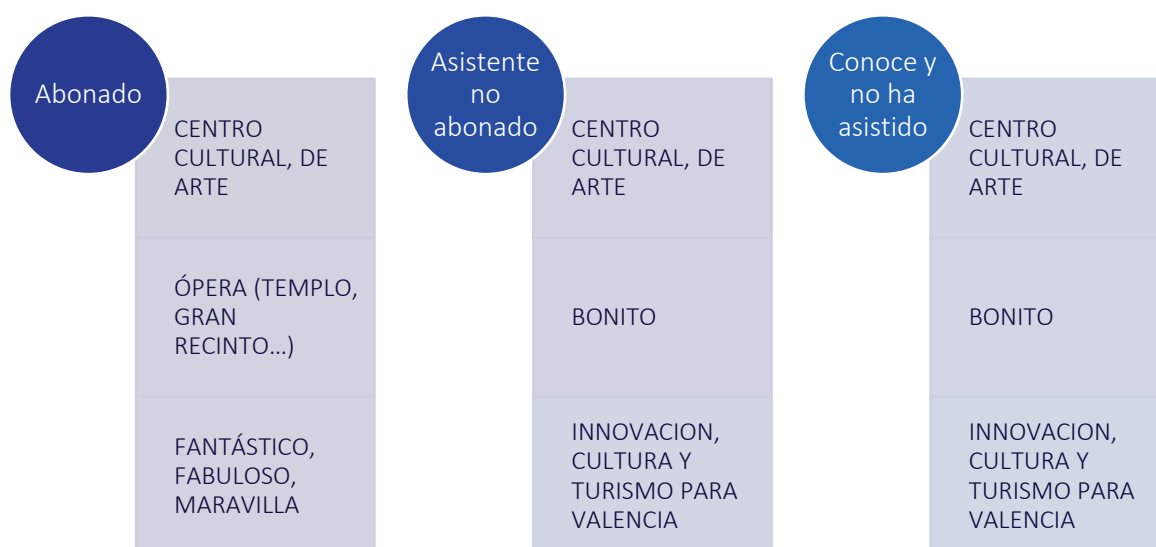 Abonado
CENTRO
CULTURAL, DE
ARTE
ÓPERA (TEMPLO,
GRAN
RECINTO...)
FANTÁSTICO,
FABULOSO,
MARAVILLA
Asistente
no
abonado
CENTRO
CULTURAL, DE
ARTE
BONITO
INNOVACION,
CULTURA Y
TURISMO PARA
VALENCIA
Conoce y
no ha
asistido
CENTRO
CULTURAL, DE
ARTE
BONITO
INNOVACION,
CULTURA Y
TURISMO PARA
VALENCIA